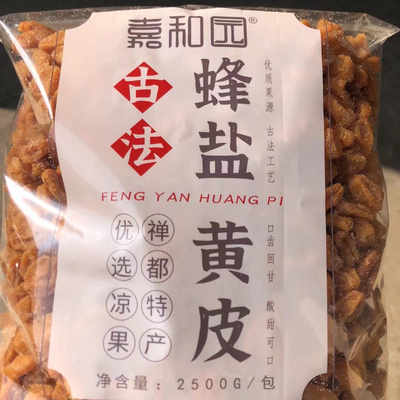 嘉和园®
古法
蜂盐黄皮
优质果源 古法工艺
FENG YAN HUANG PI
口齿回甘 酸甜可口
禅都特产
优选凉果
净含量：2500G/包